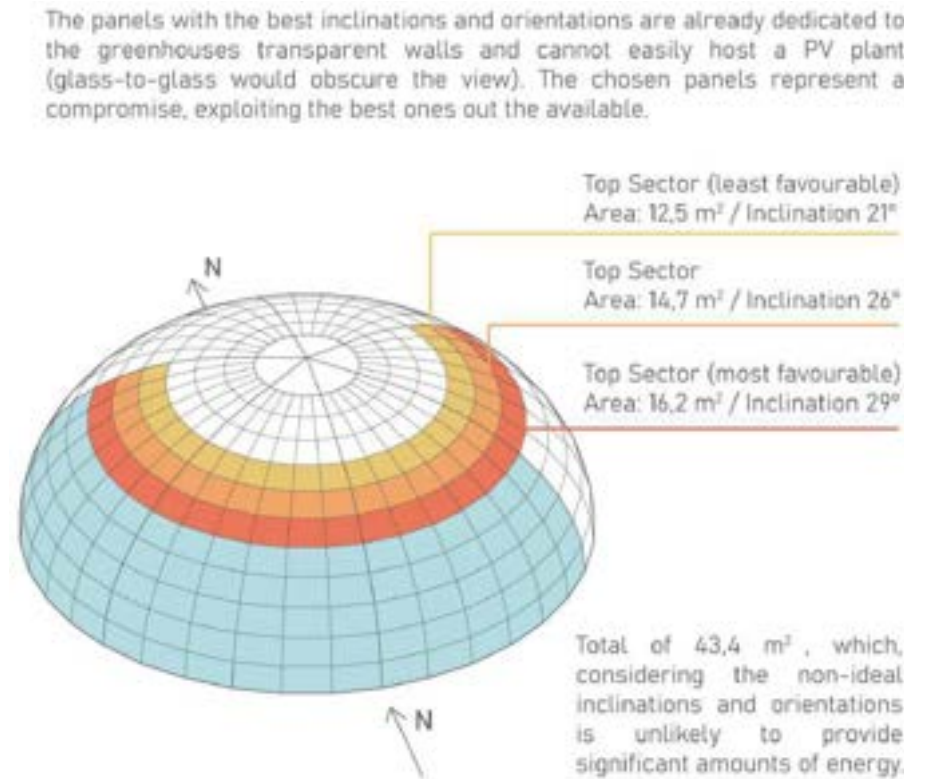 The panels with the best inclinations and orientations are already dedicated to
the greenhouses transparent walls and cannot easily host a PV plant
(glass-to-glass would obscure the view). The chosen panels represent a
compromise, exploiting the best ones out the available.
Top Sector (least favourable)
Area: 12,5 m² / Inclination 21°
Top Sector
Area: 14,7 m² / Inclination 26°
Top Sector (most favourable)
Area: 16,2 m² / Inclination 29°
N
N
Total of 43,4 m² , which,
considering the non-ideal
inclinations and orientations
is unlikely to provide
significant amounts of energy.